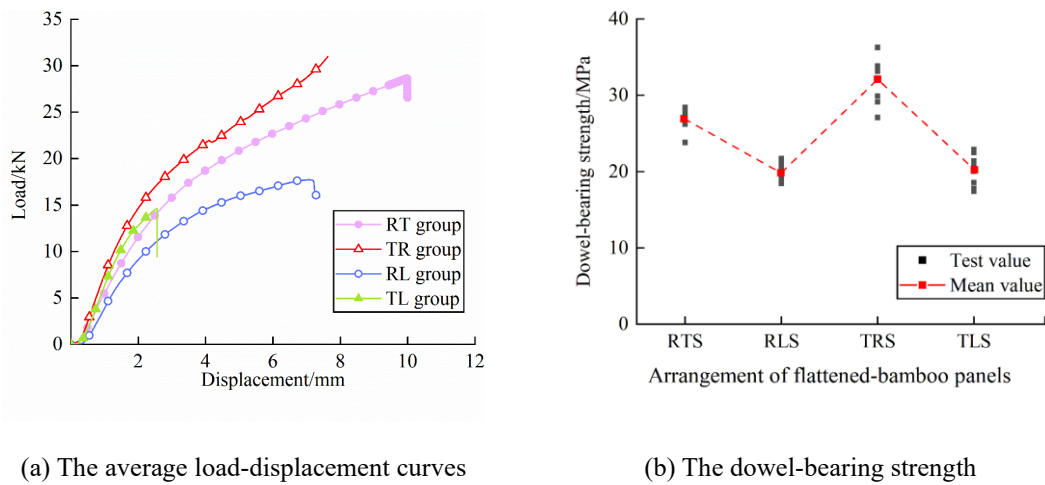 35
30
25
20
15
10
5
0
Load/kN
2
4
6
8
10
12
Displacement/mm
RT group
TR group
RL group
TL group
(a) The average load-displacement curves
40
30
20
10
0
Dowel-bearing strength/MPa
Test value
Mean value
RTS
RLS
TRS
TLS
Arrangement of flattened-bamboo panels
(b) The dowel-bearing strength